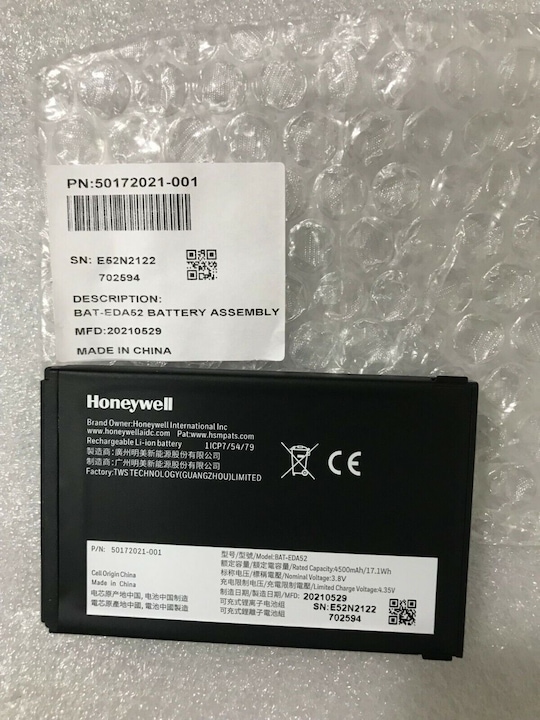 PN:50172021-001
SN: E52N2122
702594
DESCRIPTION:
BAT-EDA52 BATTERY ASSEMBLY
MFD:20210529
MADE IN CHINA
Honeywell
Brand Owner:Honeywell International Inc
www.honeywellaidc.com Pat:www.hsmpats.com
Rechargeable Li-ion battery 1ICP7/54/79
製造商：廣州明美新能源股份有限公司
制造商：广州明美新能源股份有限公司
Factory:TWS TECHNOLOGY(GUANGZHOU)LIMITED
CE
P/N: 50172021-001
Cell Origin:China
Made in China
电芯原产地:中国, 电池中国制造
電芯原產地:中國, 電池中國製造
型号/型號/Model:BAT-EDA52
额定容量/額定容量/Rated Capacity:4500mAh/17.1Wh
标称电压/標稱電壓/Nominal Voltage:3.8V
充电限制电压/充電限制電壓/Limited Charge Voltage:4.35V
制造日期/製造日期/MFD: 20210529
可充式锂离子电池组 SN:E52N2122
可充式鋰離子電池組 702594